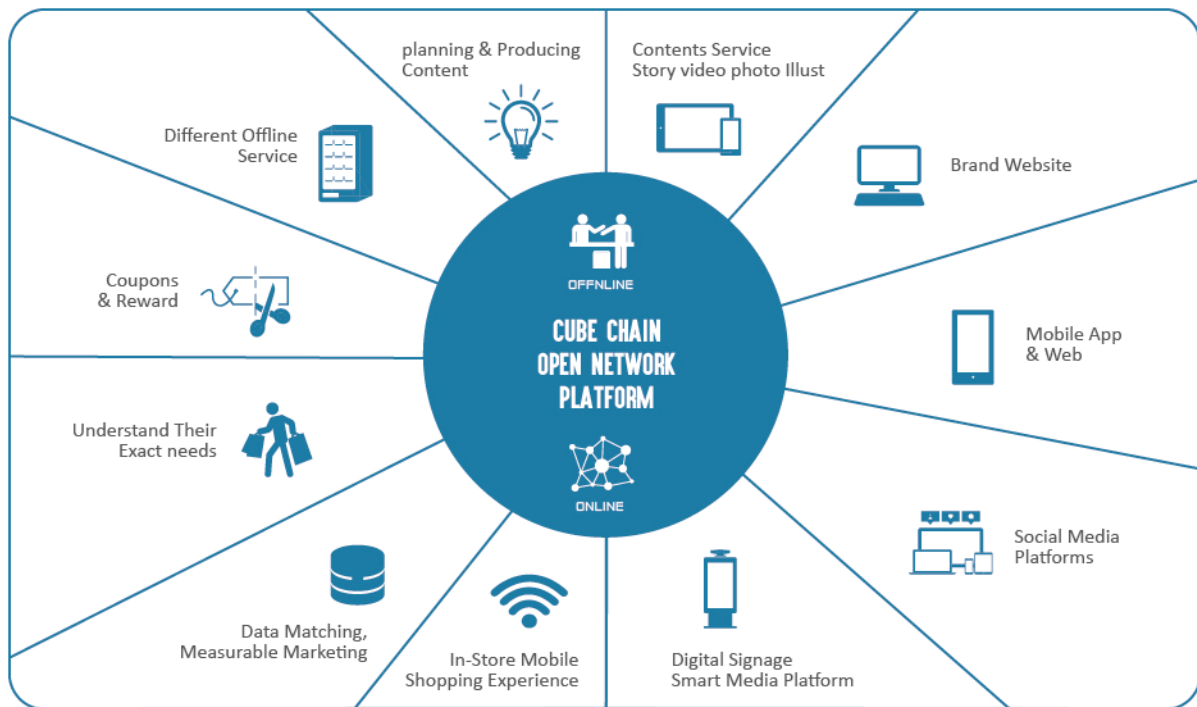 planning & Producing
Content
Contents Service
Story video photo Illust
Different Offline
Service
Brand Website
OFFNLINE
Coupons
& Reward
CUBE CHAIN
OPEN NETWORK
PLATFORM
Mobile App
& Web
Understand Their
Exact needs
ONLINE
Social Media
Platforms
Data Matching,
Measurable Marketing
In-Store Mobile
Shopping Experience
Digital Signage
Smart Media Platform